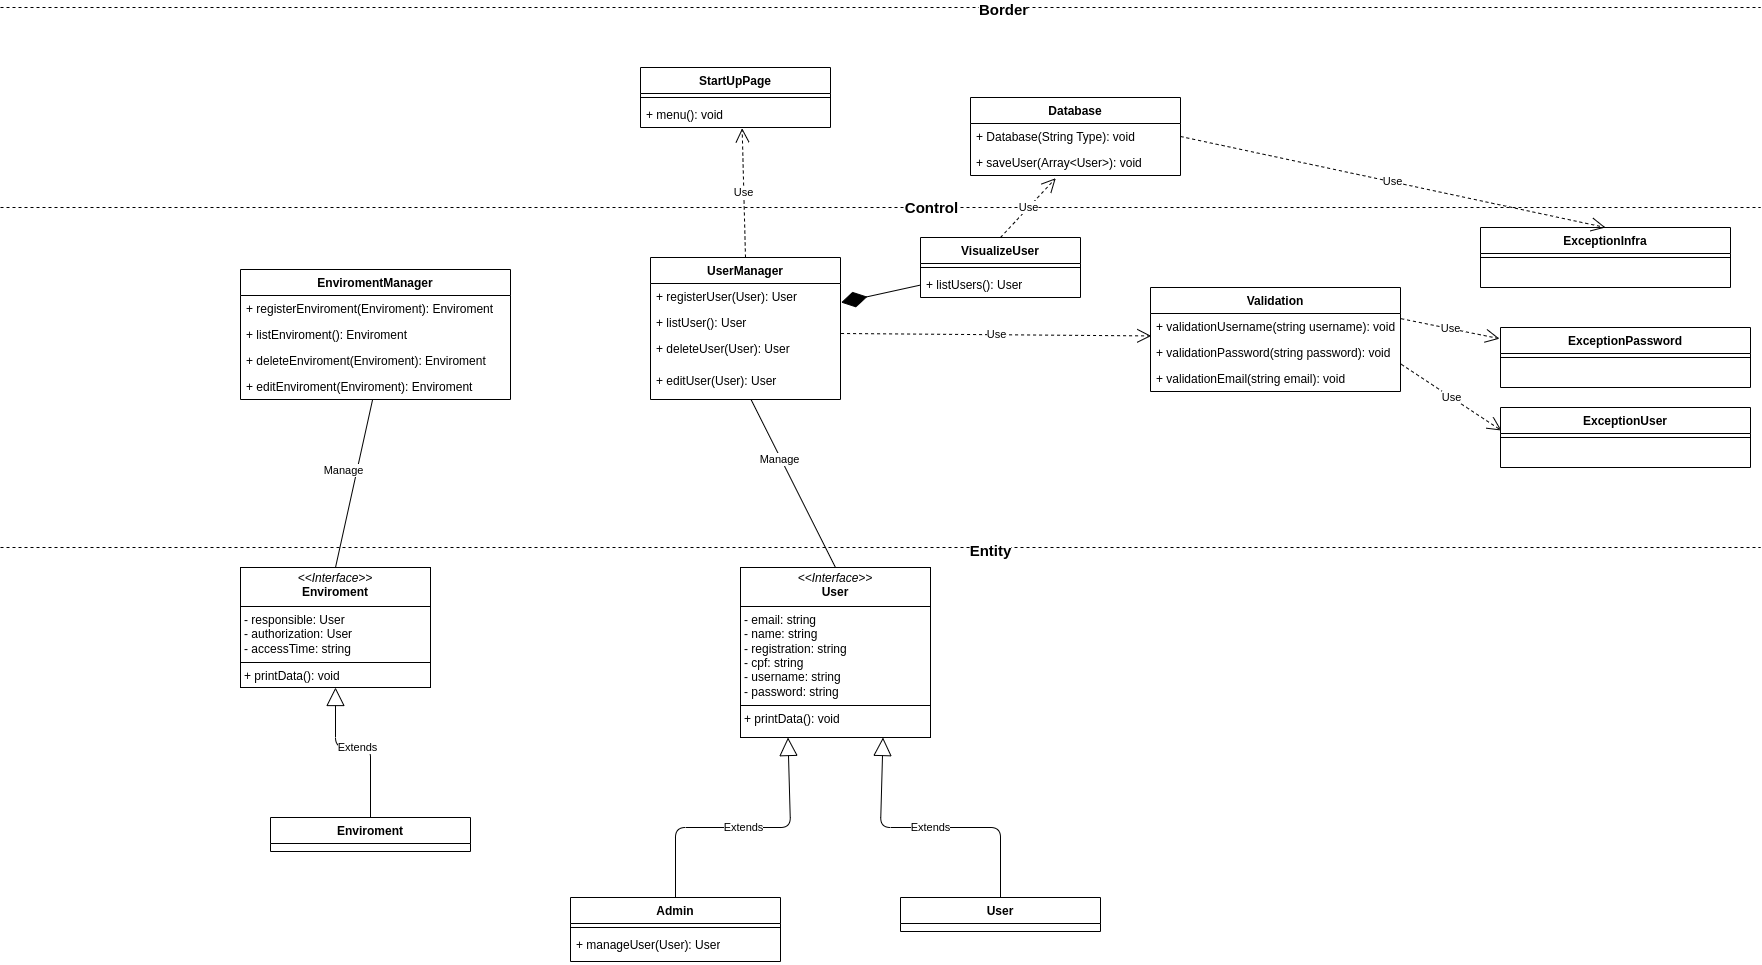 Border
StartUpPage
+ menu(): void
Database
+ Database(String Type): void
+ saveUser(Array<User>): void
Use
Use
Use
Control
ExceptionInfra
VisualizeUser
+ listUsers(): User
EnviromentManager
+ registerEnviroment(Enviroment): Enviroment
+ listEnviroment(): Enviroment
+ deleteEnviroment(Enviroment): Enviroment
+ editEnviroment(Enviroment): Enviroment
UserManager
+ registerUser(User): User
+ listUser(): User
+ deleteUser(User): User
+ editUser(User): User
Use
Validation
+ validationUsername(string username): void
+ validationPassword(string password): void
+ validationEmail(string email): void
Use
ExceptionPassword
Use
ExceptionUser
Manage
Manage
Entity
<<Interface>>
Enviroment
- responsible: User
- authorization: User
- accessTime: string
+ printData(): void
<<Interface>>
User
- email: string
- name: string
- registration: string
- cpf: string
- username: string
- password: string
+ printData(): void
Extends
Enviroment
Extends
Extends
Admin
+ manageUser(User): User
User